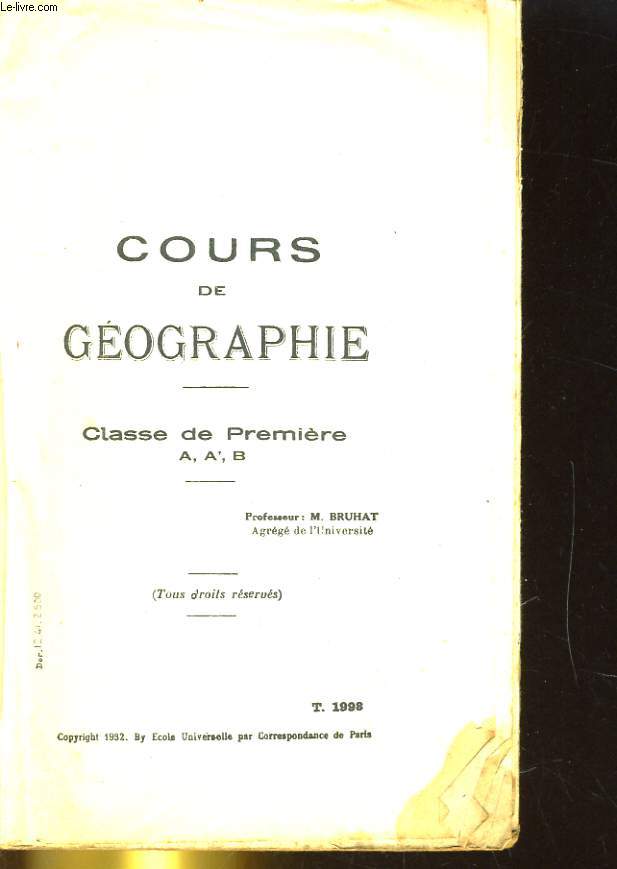 Le-livre.com
COURS
DE
GÉOGRAPHIE
Classe de Première
A, A', B
Professeur : M. BRUHAT
Agrégé de l'Université
(Tous droits réservés)
T. 1998
Copyright 1932. By Ecole Universelle par Correspondance de Paris